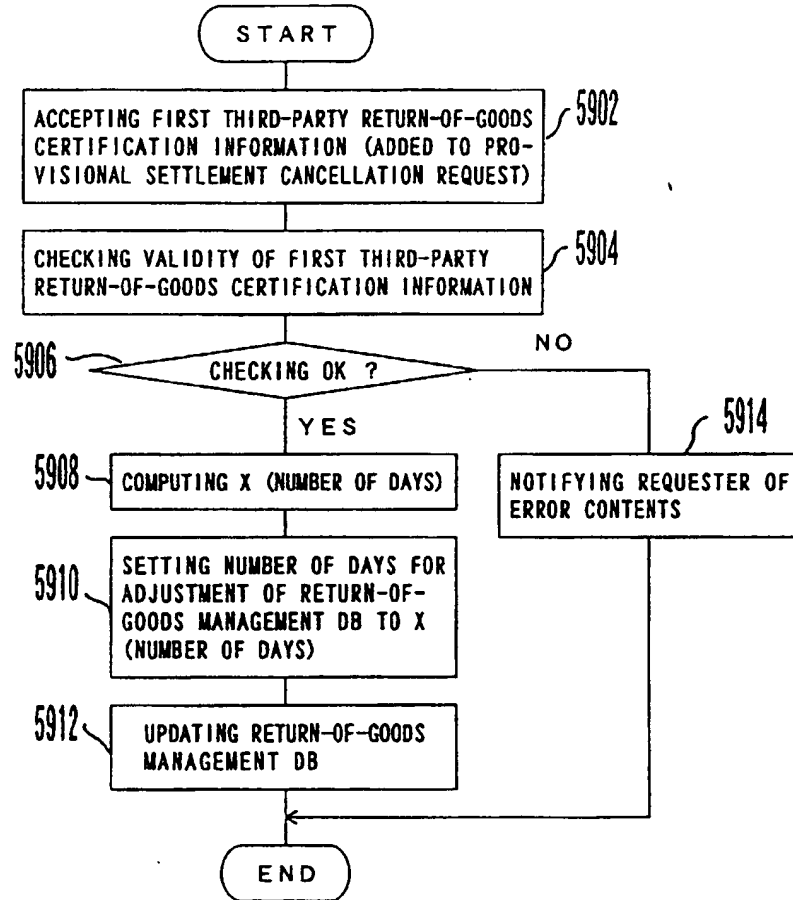 START
ACCEPTING FIRST THIRD-PARTY RETURN-OF-GOODS
CERTIFICATION INFORMATION (ADDED TO PRO-
VISIONAL SETTLEMENT CANCELLATION REQUEST)
5902
CHECKING VALIDITY OF FIRST THIRD-PARTY
RETURN-OF-GOODS CERTIFICATION INFORMATION
5904
5906
CHECKING OK ?
NO
YES
5908
COMPUTING X (NUMBER OF DAYS)
5914
NOTIFYING REQUESTER OF
ERROR CONTENTS
5910
SETTING NUMBER OF DAYS FOR
ADJUSTMENT OF RETURN-OF-
GOODS MANAGEMENT DB TO X
(NUMBER OF DAYS)
5912
UPDATING RETURN-OF-GOODS
MANAGEMENT DB
END